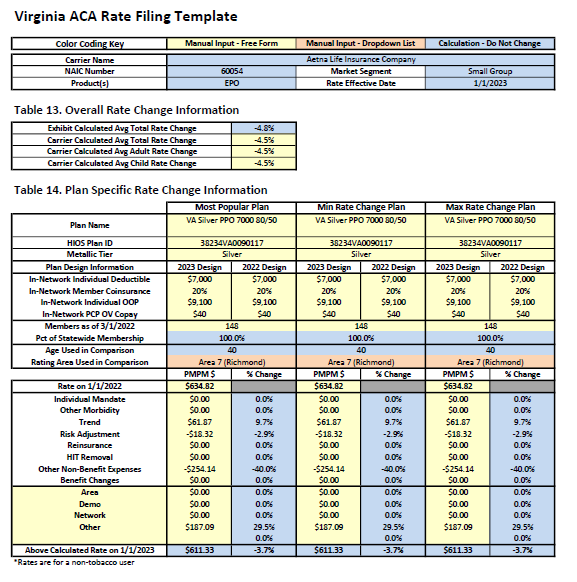 Virginia ACA Rate Filing Template
Color Coding Key Manual Input - Free Form Manual Input - Dropdown List Calculation - Do Not Change
Carrier Name Aetna Life Insurance Company
NAIC Number 60054 Market Segment Small Group
Product(s) EPO Rate Effective Date 1/1/2023
Table 13. Overall Rate Change Information
Exhibit Calculated Avg Total Rate Change -4.8%
Carrier Calculated Avg Total Rate Change -4.5%
Carrier Calculated Avg Adult Rate Change -4.5%
Carrier Calculated Avg Child Rate Change -4.5%
Table 14. Plan Specific Rate Change Information
Most Popular Plan Min Rate Change Plan Max Rate Change Plan
Plan Name VA Silver PPO 7000 80/50 VA Silver PPO 7000 80/50 VA Silver PPO 7000 80/50
HIOS Plan ID 38234VA0090117 38234VA0090117 38234VA0090117
Metallic Tier Silver Silver Silver
Plan Design Information 2023 Design 2022 Design 2023 Design 2022 Design 2023 Design 2022 Design
In-Network Individual Deductible $7,000 $7,000 $7,000 $7,000 $7,000 $7,000
In-Network Member Coinsurance 20% 20% 20% 20% 20% 20%
In-Network Individual OOP $9,100 $9,100 $9,100 $9,100 $9,100 $9,100
In-Network PCP OV Copay $40 $40 $40 $40 $40 $40
Members as of 3/1/2022 148 148 148
Pct of Statewide Membership 100.0% 100.0% 100.0%
Age Used in Comparison 40 40 40
Rating Area Used in Comparison Area 7 (Richmond) Area 7 (Richmond) Area 7 (Richmond)
PMPM $ % Change PMPM $ % Change PMPM $ % Change
Rate on 1/1/2022 $634.82 $634.82 $634.82
Individual Mandate $0.00 0.0% $0.00 0.0% $0.00 0.0%
Other Morbidity $0.00 0.0% $0.00 0.0% $0.00 0.0%
Trend $61.87 9.7% $61.87 9.7% $61.87 9.7%
Risk Adjustment -$18.32 -2.9% -$18.32 -2.9% -$18.32 -2.9%
Reinsurance $0.00 0.0% $0.00 0.0% $0.00 0.0%
HIT Removal $0.00 0.0% $0.00 0.0% $0.00 0.0%
Other Non-Benefit Expenses -$254.14 -40.0% -$254.14 -40.0% -$254.14 -40.0%
Benefit Changes $0.00 0.0% $0.00 0.0% $0.00 0.0%
Area $0.00 0.0% $0.00 0.0% $0.00 0.0%
Demo $0.00 0.0% $0.00 0.0% $0.00 0.0%
Network $0.00 0.0% $0.00 0.0% $0.00 0.0%
Other $187.09 29.5% $187.09 29.5% $187.09 29.5%
0.0% 0.0% 0.0%
Above Calculated Rate on 1/1/2023 $611.33 -3.7% $611.33 -3.7% $611.33 -3.7%
*Rates are for a non-tobacco user